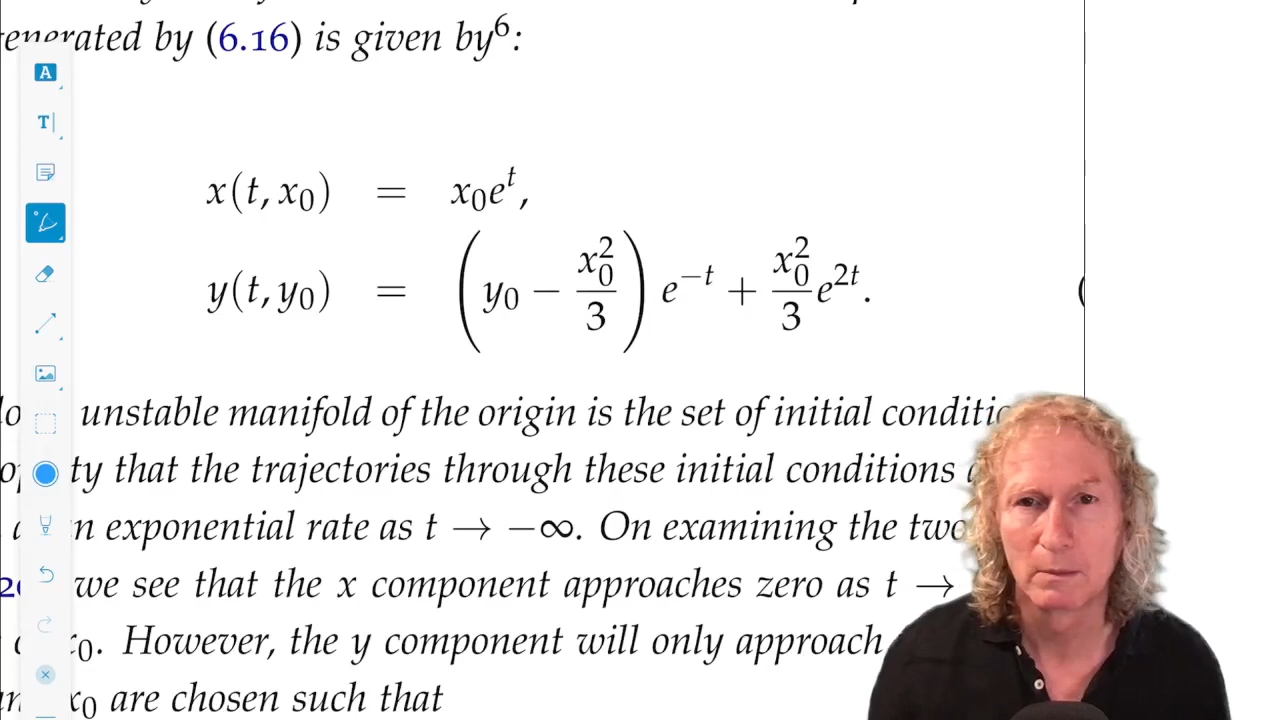 generated by (6.16) is given by⁶:
A
T
x(t, x₀) = x₀eᵗ,
y(t, y₀) = (y₀ − x₀²/3) e⁻ᵗ + x₀²/3 e²ᵗ.
(
unstable manifold of the origin is the set of initial
that the trajectories through these initial conditions
exponential rate as t → −∞. On examining the two
we see that the x component approaches zero as t →
x₀. However, the y component will only approach
x₀ are chosen such that